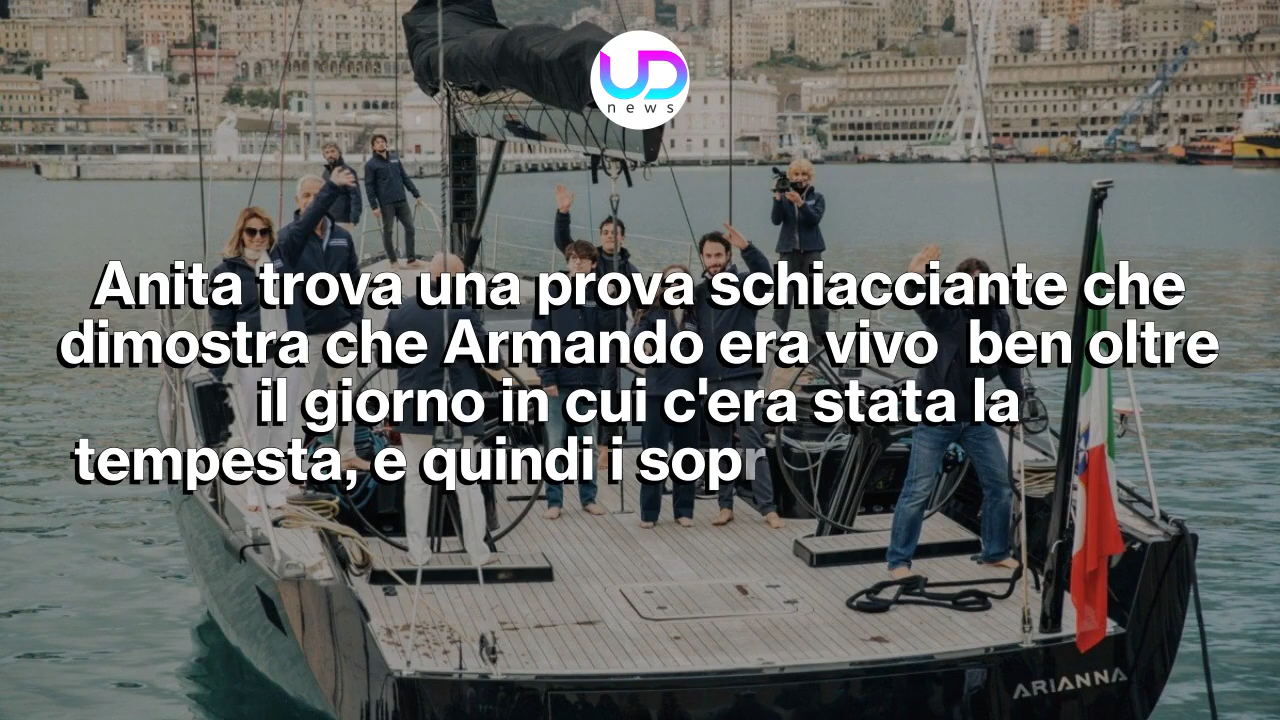 UD
news
Anita trova una prova schiacciante che
dimostra che Armando era vivo  ben oltre
il giorno in cui c'era stata la
tempesta, e quindi i sopr
ARIANNA